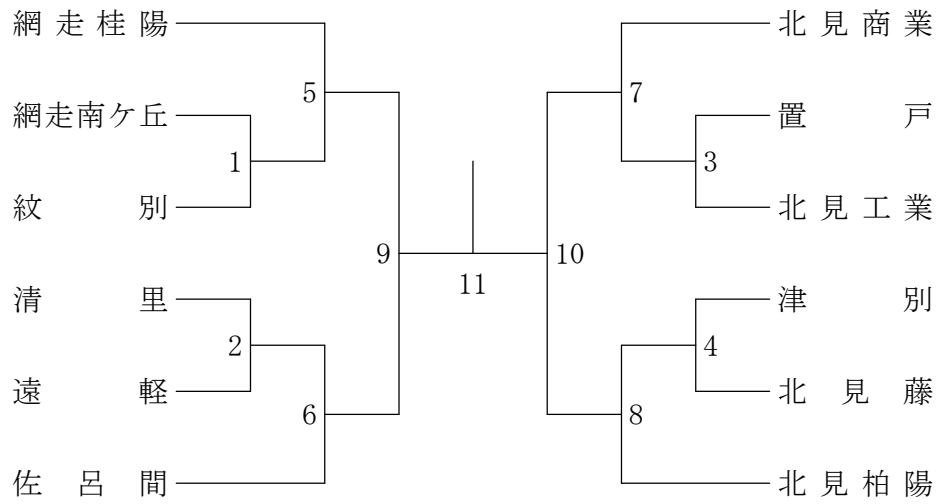 網走桂陽
北見商業
5
7
網走南ケ丘
置戸
1
3
紋別
北見工業
9
10
11
清里
津別
2
4
遠軽
北見藤
6
8
佐呂間
北見柏陽